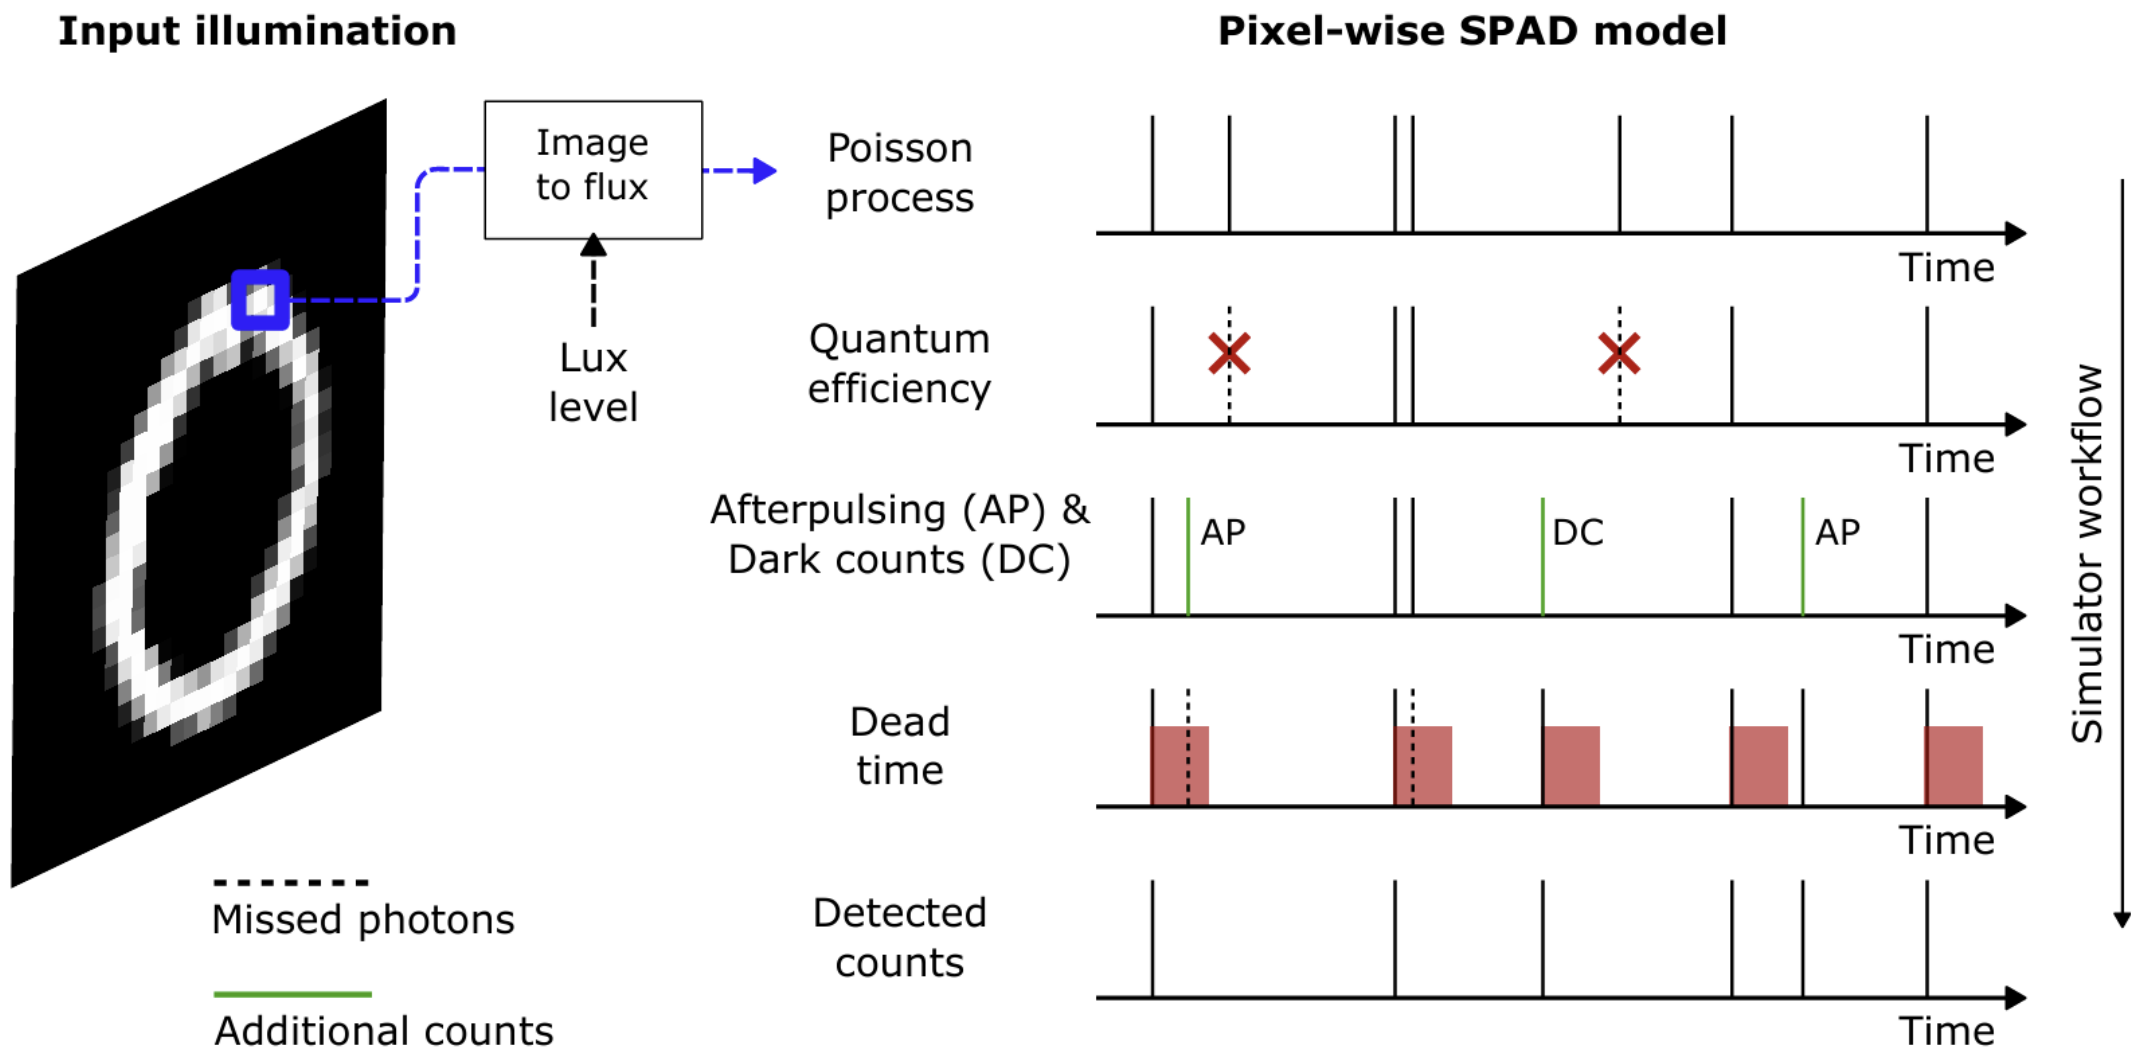 Input illumination
Pixel-wise SPAD model
Image
to flux
Lux
level
Poisson
process
Time
Quantum
efficiency
Time
Afterpulsing (AP) &
Dark counts (DC)
AP
DC
AP
Time
Dead
time
Time
Detected
counts
Time
Simulator workflow
Missed photons
Additional counts